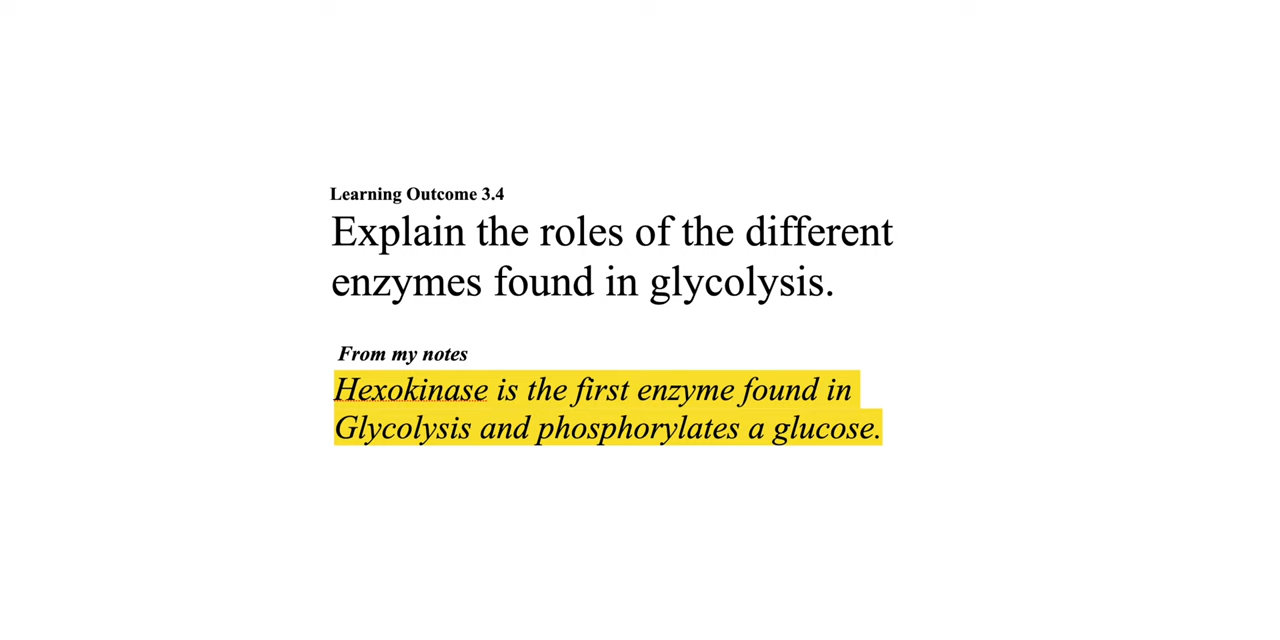 Learning Outcome 3.4
Explain the roles of the different
enzymes found in glycolysis.
From my notes
Hexokinase is the first enzyme found in
Glycolysis and phosphorylates a glucose.